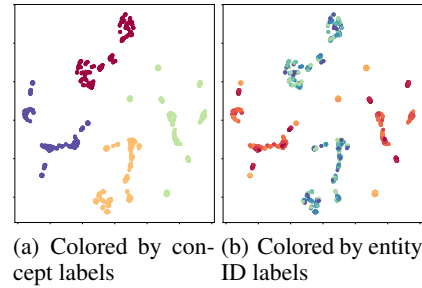 (a) Colored by con-
cept labels
(b) Colored by entity
ID labels